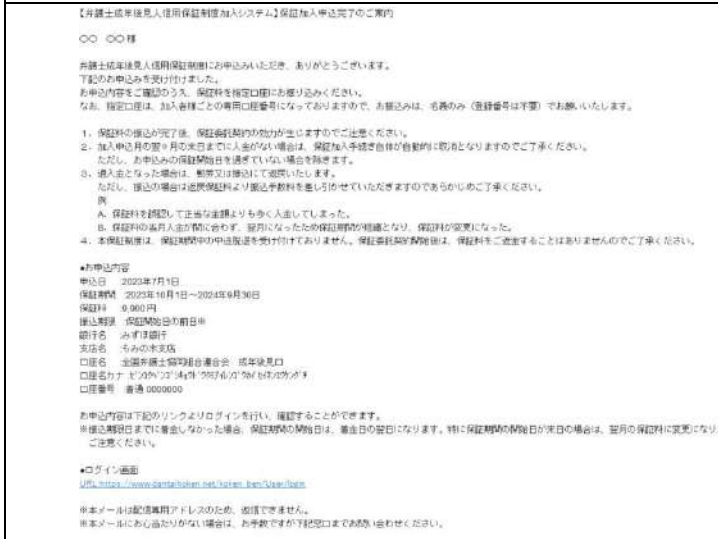 【弁護士成年後見人信用保証制度加入システム】保証加入申込完了のご案内
○○ ○○様
弁護士成年後見人信用保証制度にお申込みいただき、ありがとうございます。
下記のお申込みを受け付けました。
お申込内容をご確認のうえ、保証料を指定口座にお振り込みください。
なお、指定口座は、加入者様ごとの専用口座番号になっておりますので、お振込みは、名義のみ（登録番号は不要）でお願いいたします。
1．保証料の振込が完了後、保証委託契約の効力が生じますのでご注意ください。
2．加入申込月の翌々月の末日までに入金がない場合は、保証加入手続き自体が自動的に取消となりますのでご了承ください。
ただし、お申込みの保証開始日を過ぎていない場合を除きます。
3．過入金となった場合は、郵券又は振込にて返戻いたします。
ただし、振込の場合は返戻保証料より振込手数料を差し引かせていただきますのであらかじめご了承ください。
例
A．保証料を誤認して正当な金額よりも多く入金してしまった。
B．保証料の当月入金が間に合わず、翌月になったため保証期間が短縮となり、保証料が変更になった。
4．本保証制度は、保証期間中の中途脱退を受け付けておりません。保証委託契約開始後は、保証料をご返金することはありませんのでご了承ください。
●お申込内容
申込日　:2023年7月1日
保証期間　:2023年10月1日～2024年9月30日
保証料　:9,960円
振込期限　:保証開始日の前日※
銀行名　:みずほ銀行
支店名　:もみの木支店
口座名　:全国弁護士協同組合連合会　成年後見口
口座名カナ
口座番号　:普通 0000000
お申込内容は下記のリンクよりログインを行い、確認することができます。
※振込期限日までに着金しなかった場合、保証期間の開始日は、着金日の翌日になります。特に保証期間の開始日が末日の場合は、翌月の保証料に変更になり
ご注意ください。
●ログイン画面
URL:https://www.dantaihoken.net/koken_ben/User/login
※本メールは配信専用アドレスのため、返信できません。
※本メールにお心当たりがない場合は、お手数ですが下記窓口までお問い合わせください。